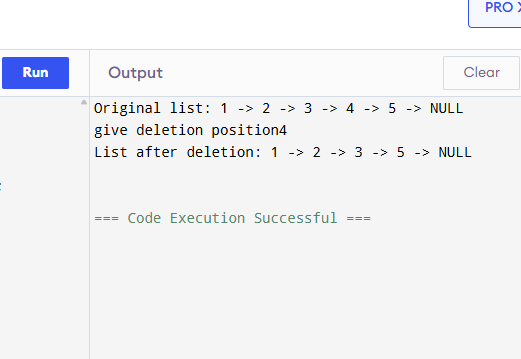 PRO
Run
Output
Clear
Original list: 1 -> 2 -> 3 -> 4 -> 5 -> NULL
give deletion position4
List after deletion: 1 -> 2 -> 3 -> 5 -> NULL
=== Code Execution Successful ===